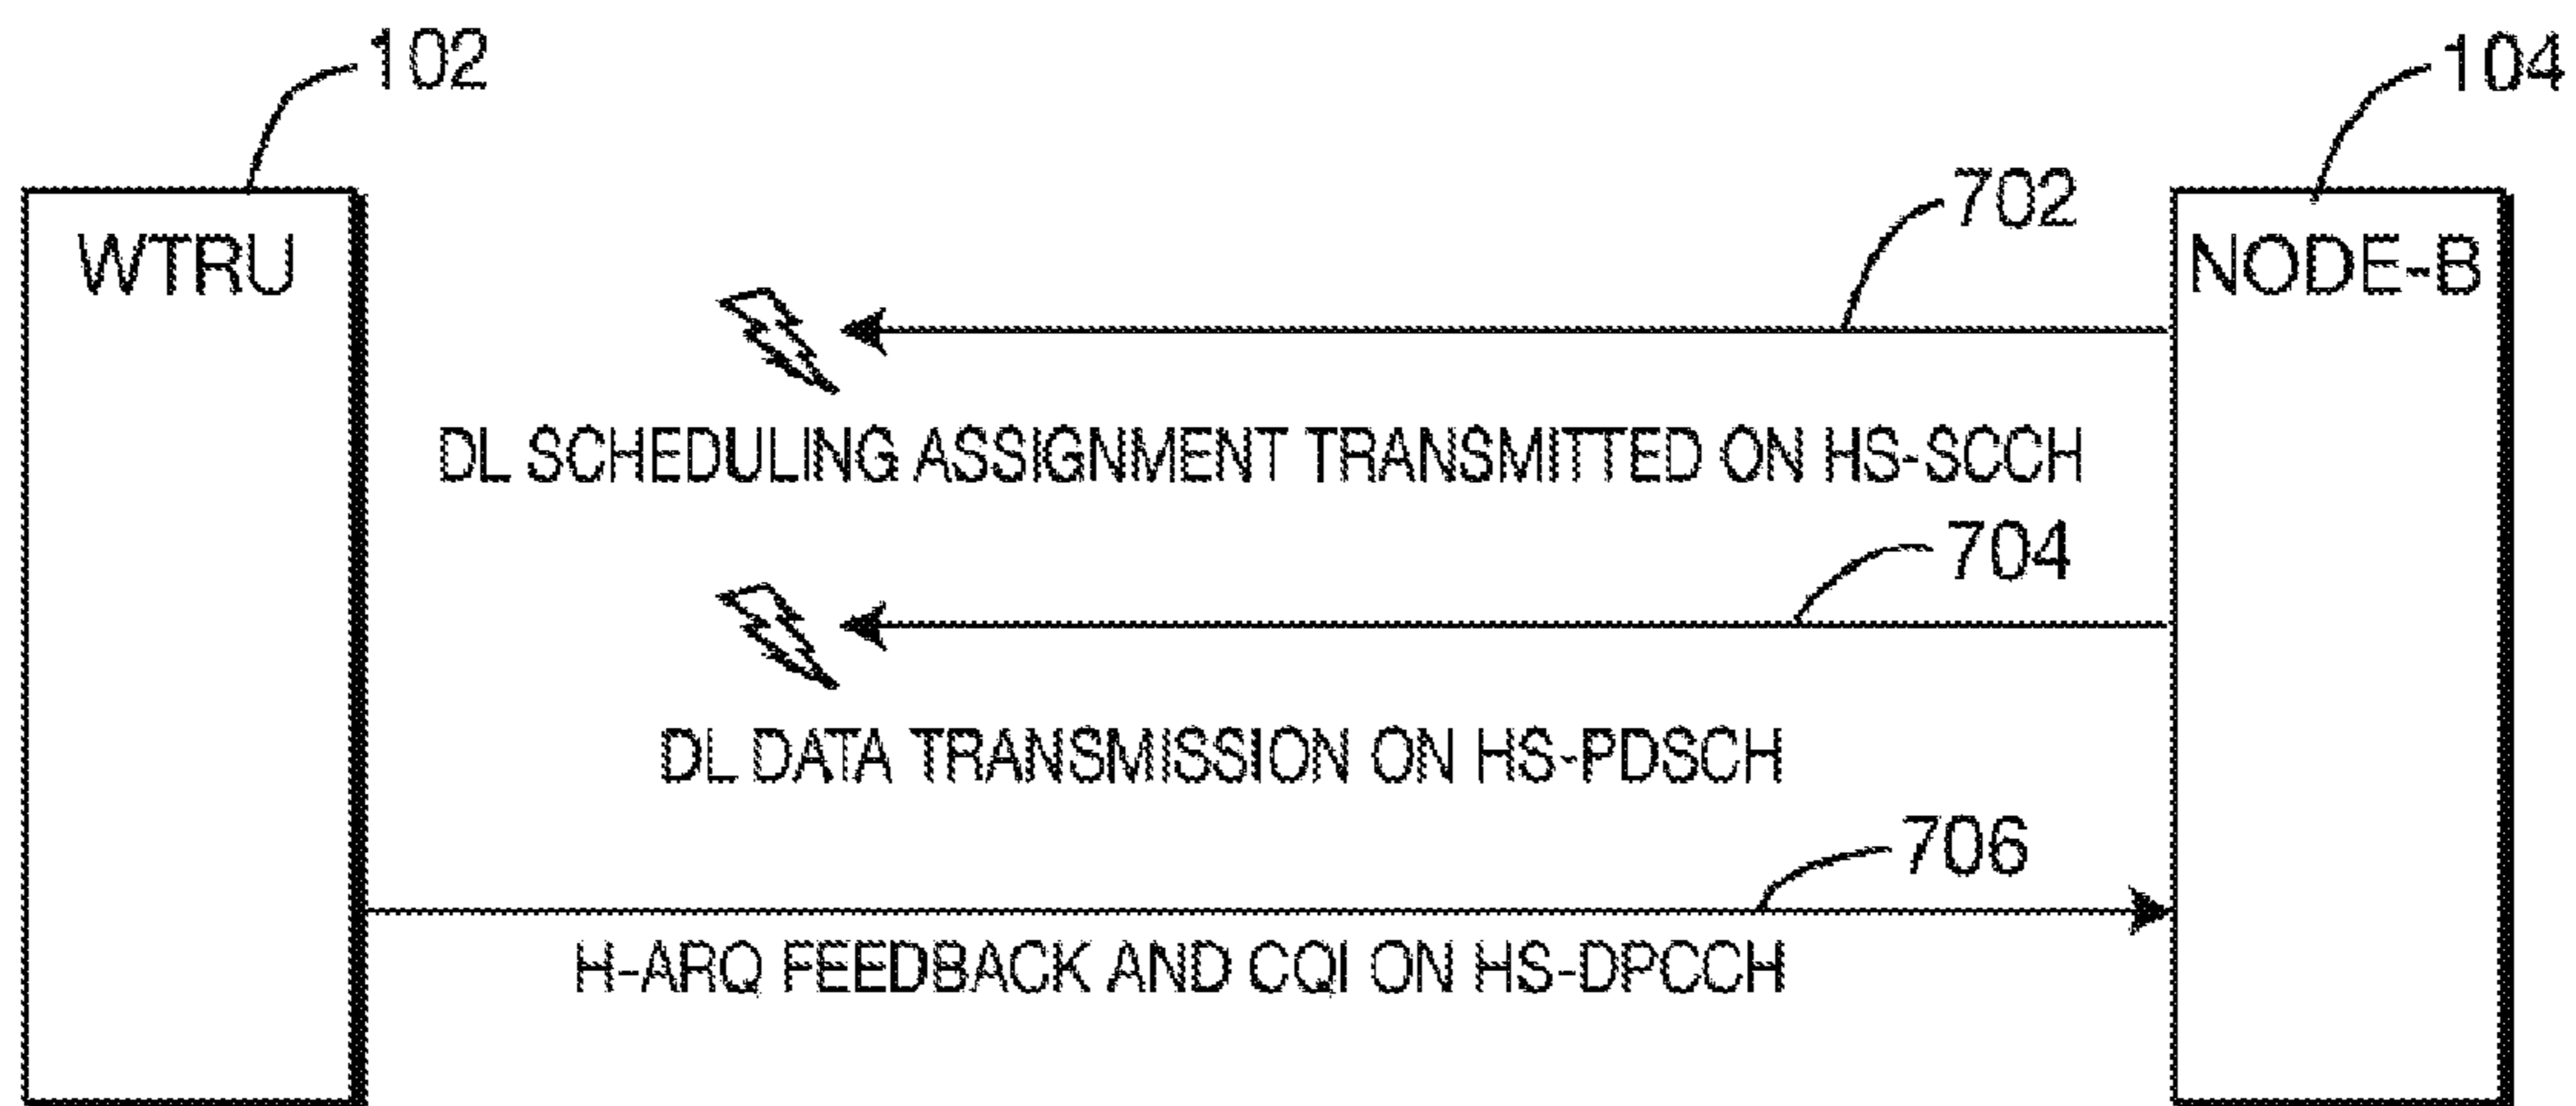 102
104
WTRU
702
NODE-B
DL SCHEDULING ASSIGNMENT TRANSMITTED ON HS-SCCH
704
DL DATA TRANSMISSION ON HS-PDSCH
706
H-ARQ FEEDBACK AND CQI ON HS-DPCCH